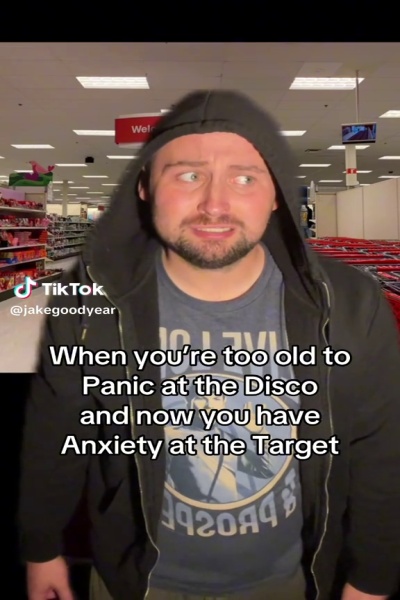 Wel
TikTok
@jakegoodyear
When you're too old to
Panic at the Disco
and now you have
Anxiety at the Target